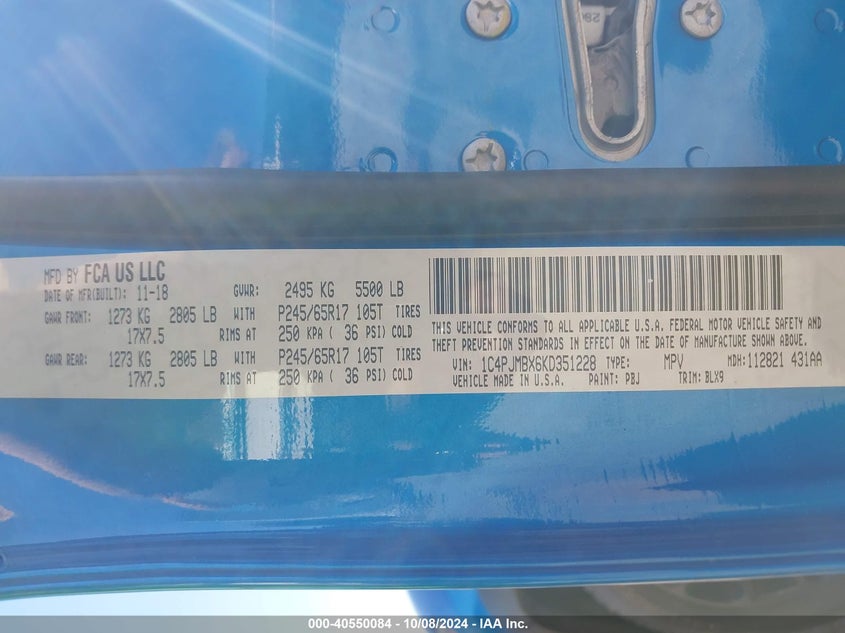 MFD BY FCA US LLC
DATE OF MFR(BUILT): 11-18 GVWR: 2495 KG 5500 LB
GAWR FRONT: 1273 KG 2805 LB WITH P245/65R17 105T TIRES
17X7.5 RIMS AT 250 KPA ( 36 PSI) COLD
GAWR REAR: 1273 KG 2805 LB WITH P245/65R17 105T TIRES
17X7.5 RIMS AT 250 KPA ( 36 PSI) COLD
THIS VEHICLE CONFORMS TO ALL APPLICABLE U.S.A. FEDERAL MOTOR VEHICLE SAFETY AND
THEFT PREVENTION STANDARDS IN EFFECT ON THE DATE OF MANUFACTURE SHOWN ABOVE.
VIN: 1C4PJMBX6KD351228 TYPE: MPV MDH: 112821 431AA
VEHICLE MADE IN U.S.A. PAINT: PBJ TRIM: BLX9
000-40550084 - 10/08/2024 - IAA Inc.